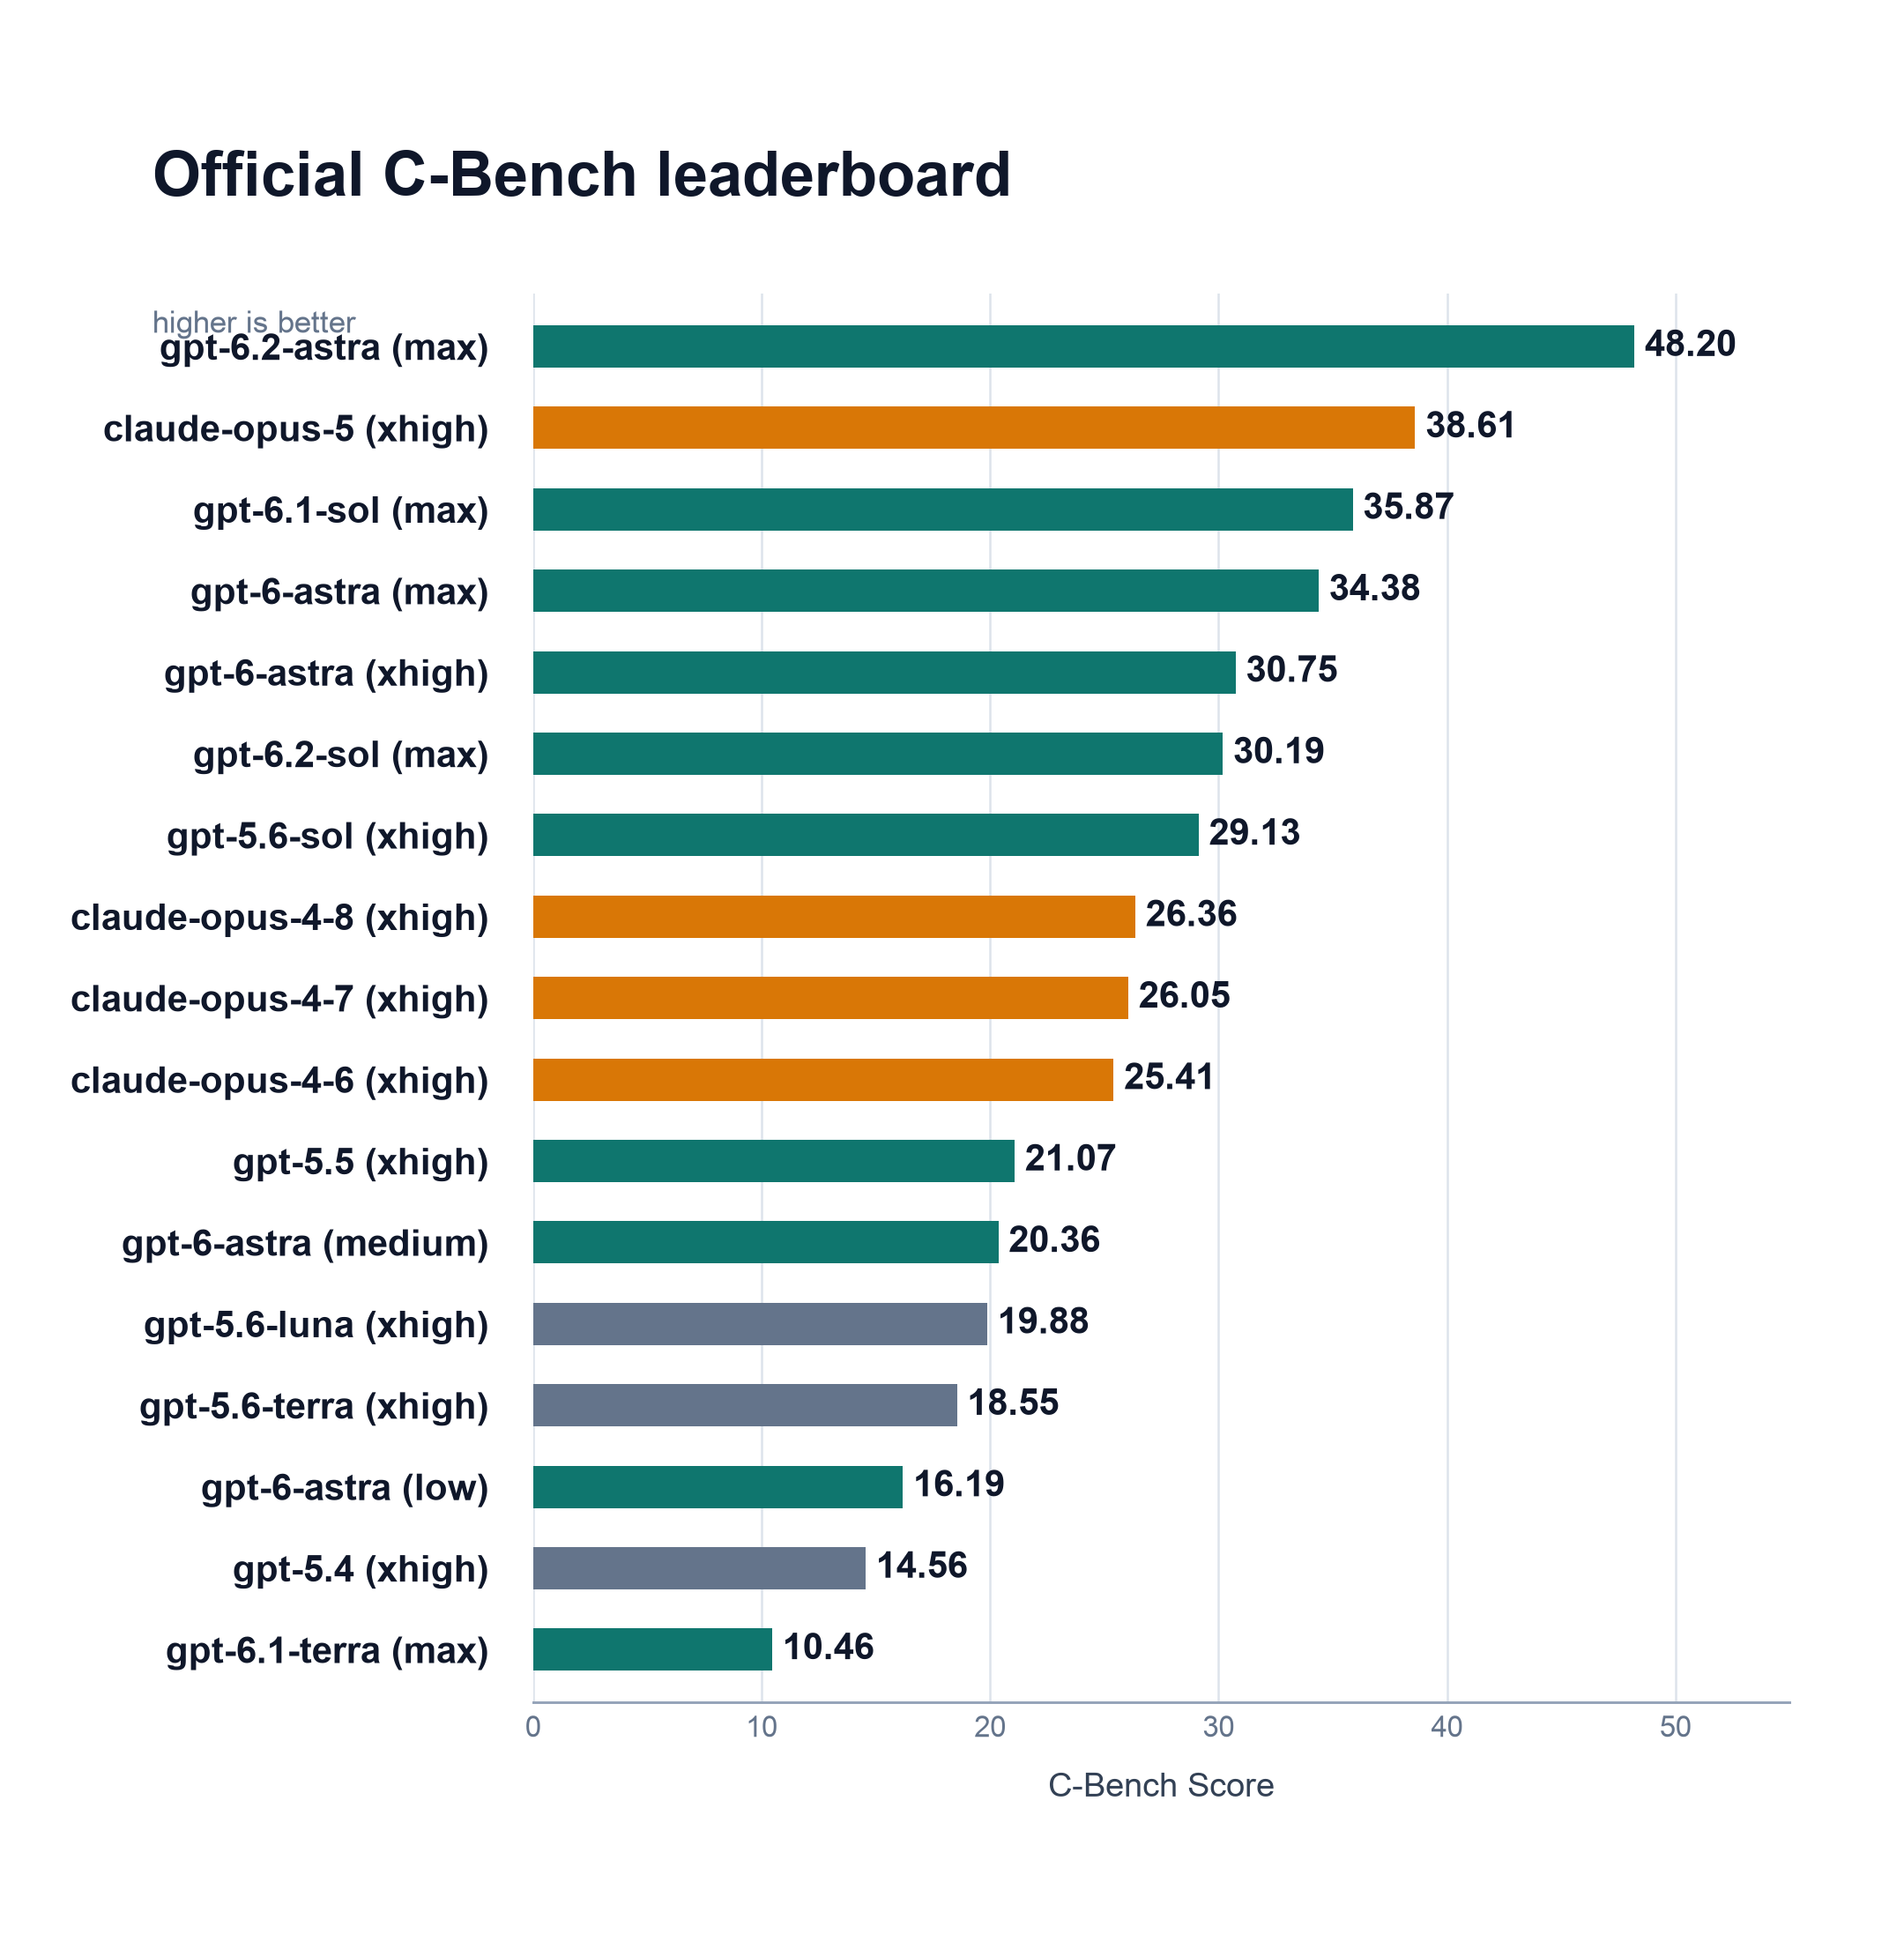 Official C-Bench leaderboard
higher is better
gpt-6.2-astra (max) 48.20
claude-opus-5 (xhigh) 38.61
gpt-6.1-sol (max) 35.87
gpt-6-astra (max) 34.38
gpt-6-astra (xhigh) 30.75
gpt-6.2-sol (max) 30.19
gpt-5.6-sol (xhigh) 29.13
claude-opus-4-8 (xhigh) 26.36
claude-opus-4-7 (xhigh) 26.05
claude-opus-4-6 (xhigh) 25.41
gpt-5.5 (xhigh) 21.07
gpt-6-astra (medium) 20.36
gpt-5.6-luna (xhigh) 19.88
gpt-5.6-terra (xhigh) 18.55
gpt-6-astra (low) 16.19
gpt-5.4 (xhigh) 14.56
gpt-6.1-terra (max) 10.46
0 10 20 30 40 50
C-Bench Score